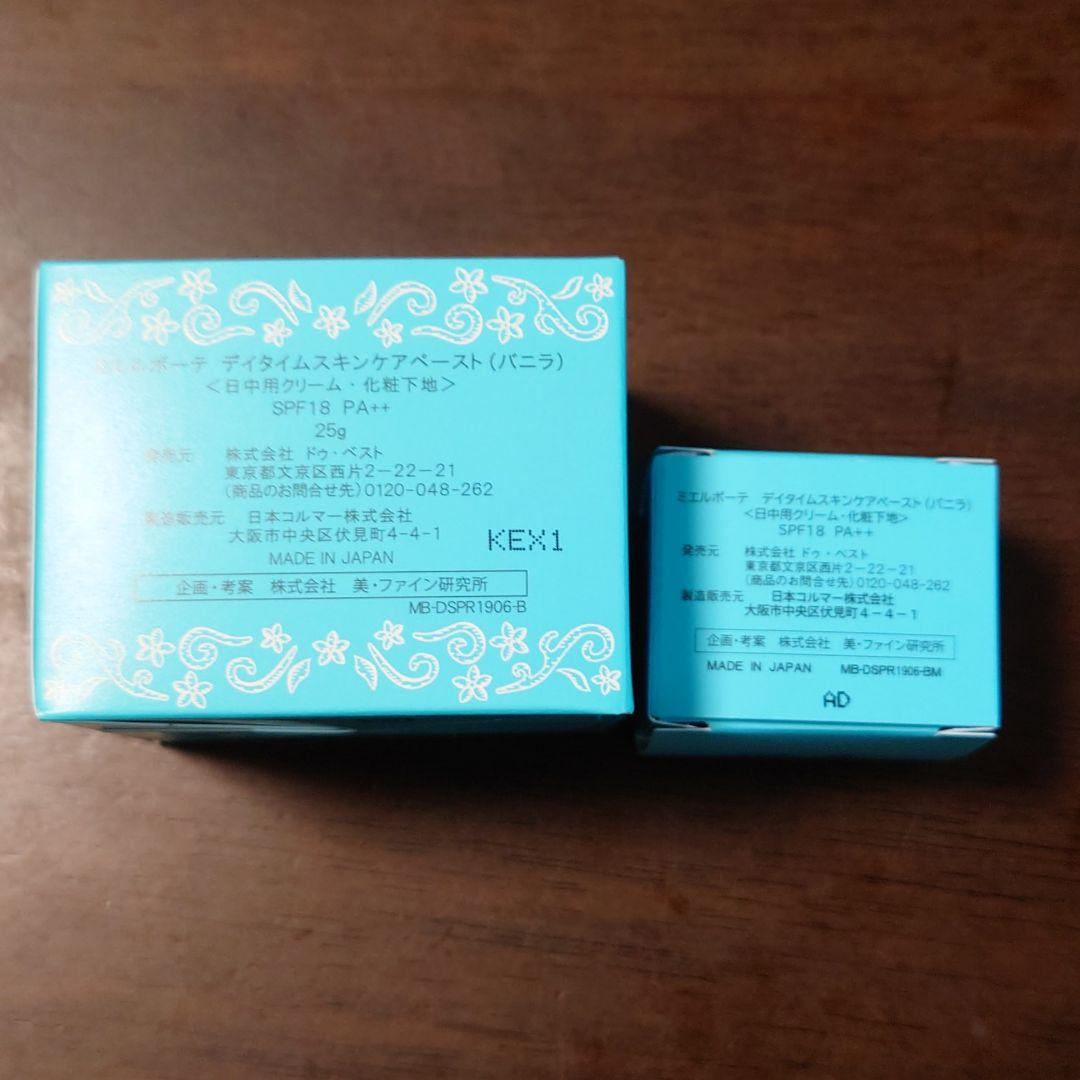 ミエルボーテ デイタイムスキンケアペースト(バニラ)
<日中用クリーム・化粧下地>
SPF18 PA++
25g
発売元 株式会社 ドゥ・ベスト
東京都文京区西片2-22-21
(商品のお問合せ先)0120-048-262
製造販売元 日本コルマー株式会社
大阪市中央区伏見町4-4-1
KEX1
MADE IN JAPAN
企画・考案 株式会社 美・ファイン研究所
MB-DSPR1906-B
ミエルボーテ デイタイムスキンケアペースト(バニラ)
<日中用クリーム・化粧下地>
SPF18 PA++
発売元 株式会社 ドゥ・ベスト
東京都文京区西片2-22-21
(商品のお問合せ先)0120-048-262
製造販売元 日本コルマー株式会社
大阪市中央区伏見町4-4-1
企画・考案 株式会社 美・ファイン研究所
MADE IN JAPAN MB-DSPR1906-BM
AD